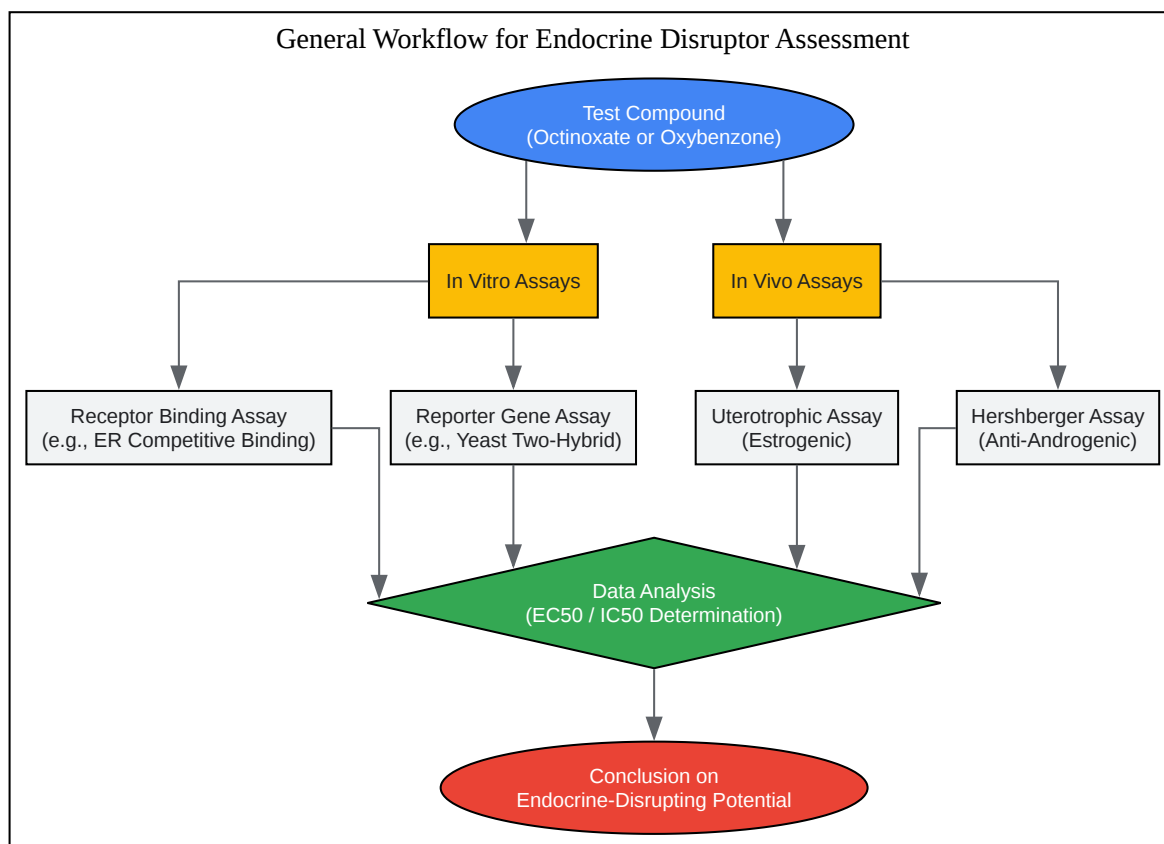 General Workflow for Endocrine Disruptor Assessment
Test Compound
(Octinoxate or Oxybenzone)
In Vitro Assays
In Vivo Assays
Receptor Binding Assay
(e.g., ER Competitive Binding)
Reporter Gene Assay
(e.g., Yeast Two-Hybrid)
Uterotrophic Assay
(Estrogenic)
Hershberger Assay
(Anti-Androgenic)
Data Analysis
(EC50 / IC50 Determination)
Conclusion on
Endocrine-Disrupting Potential